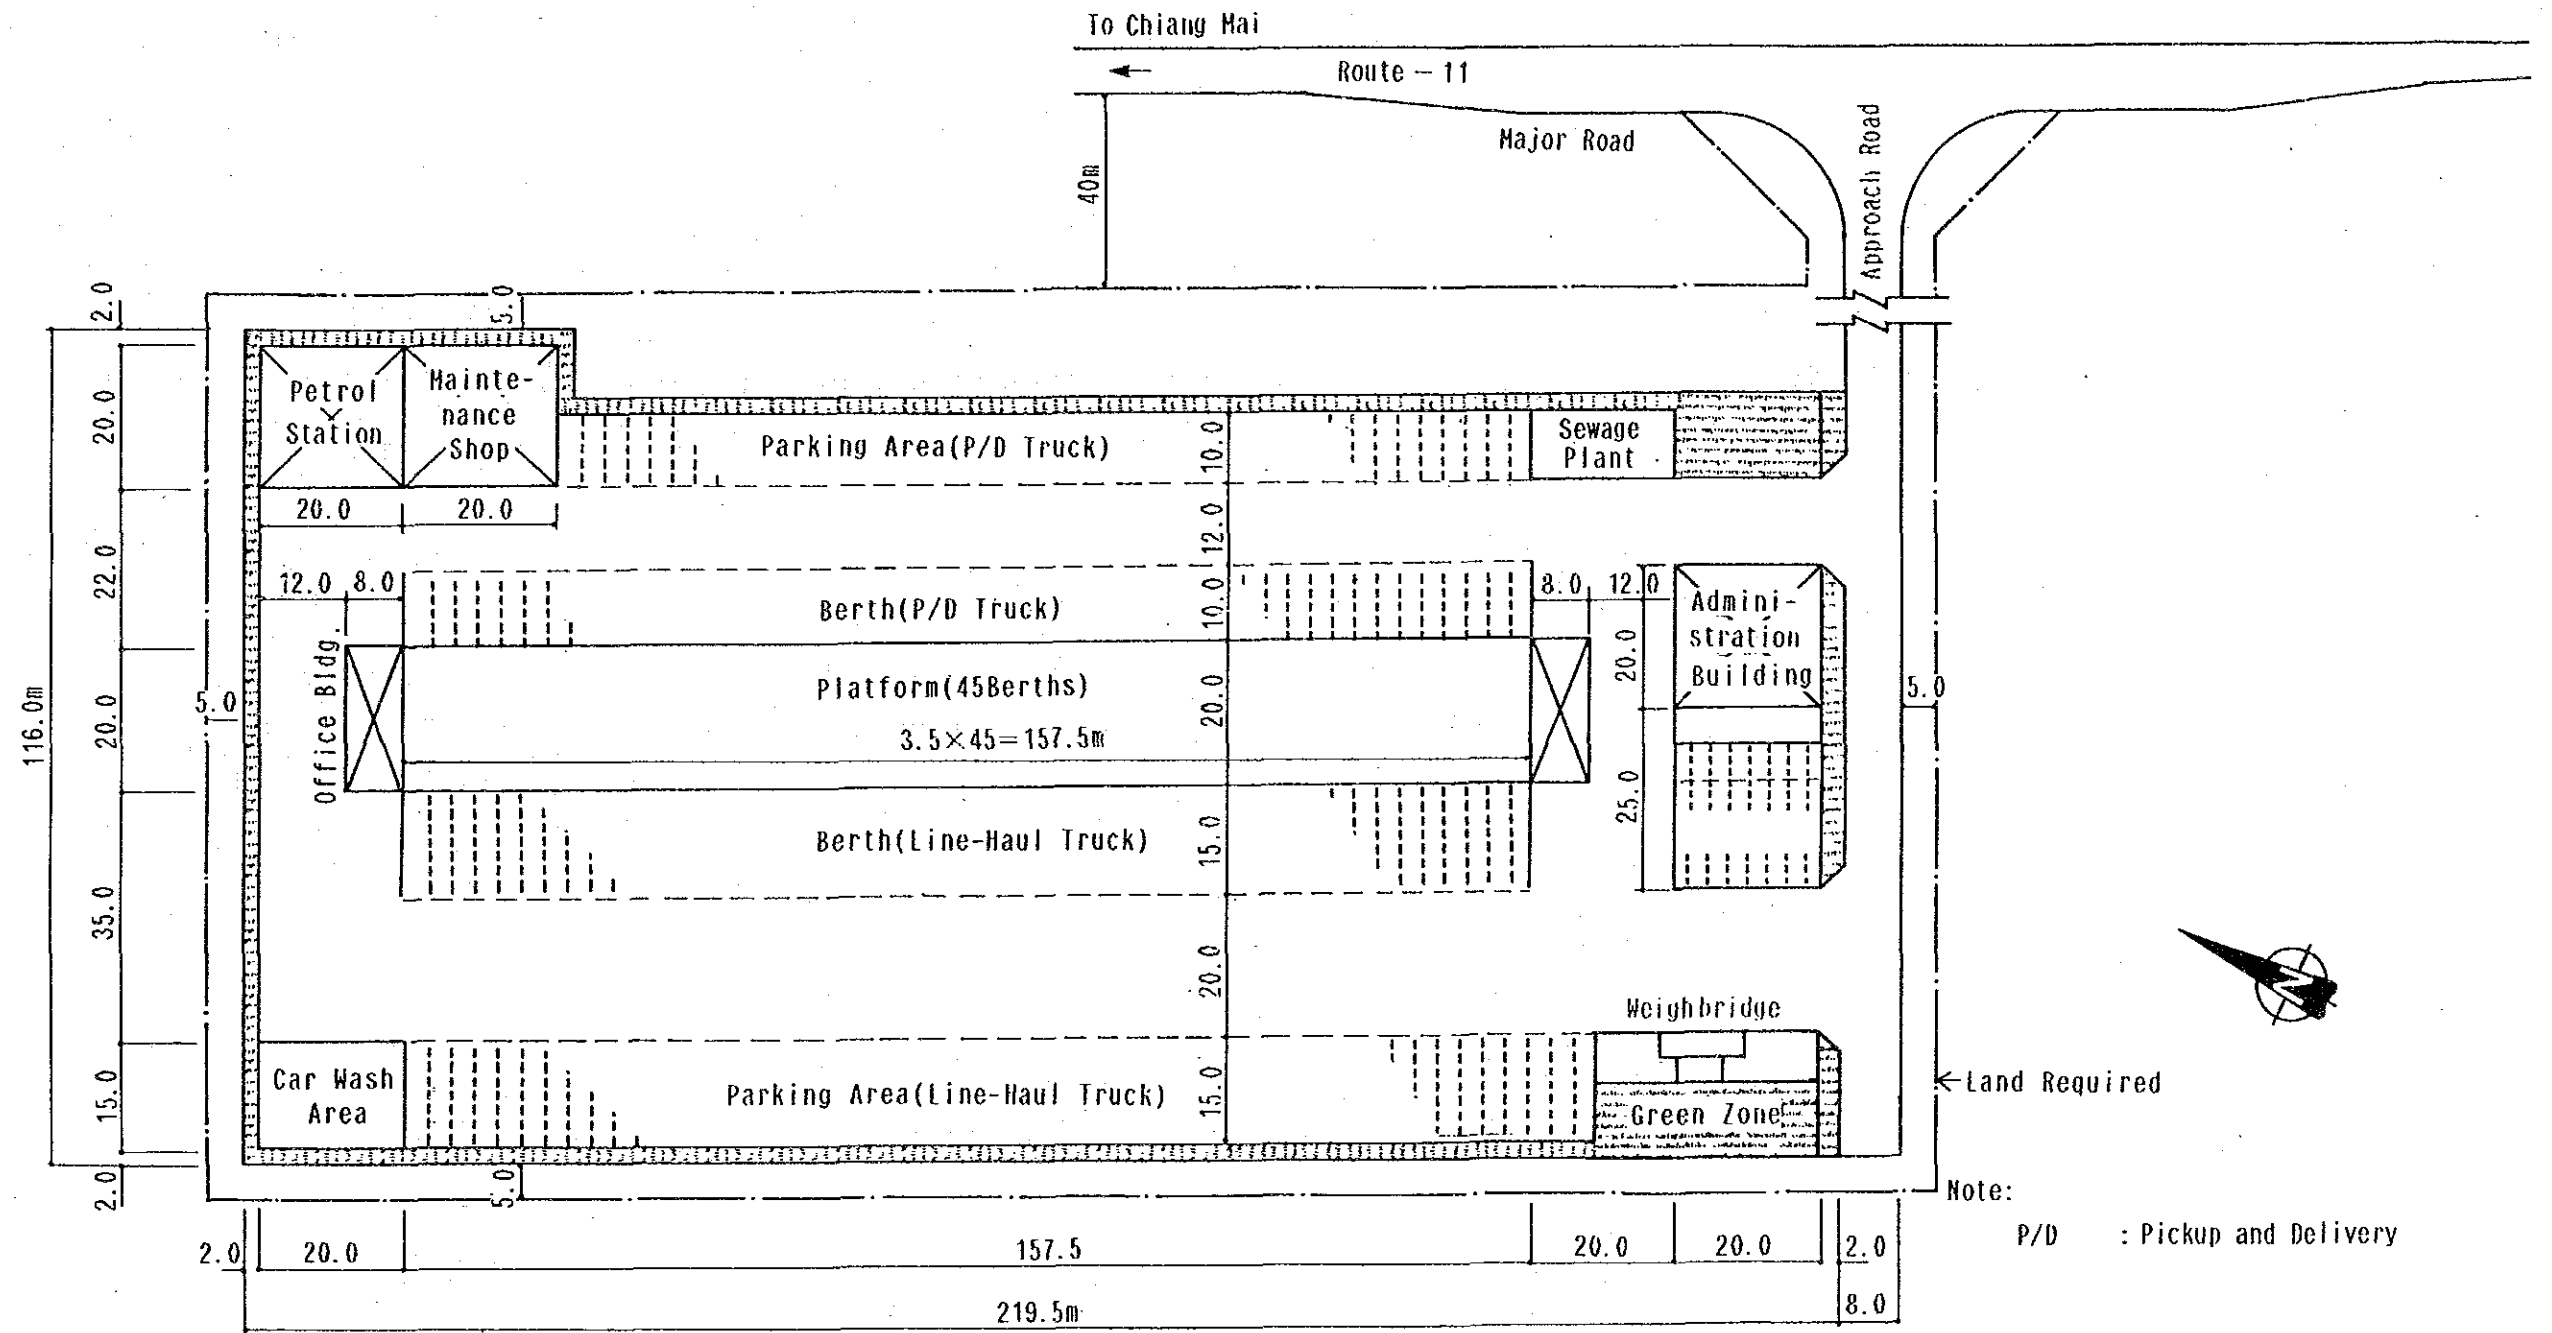 To Chiang Mai
Route - 11
Major Road
Approach Road
40m
2.0
5.0
Petrol
Station
Mainte-
nance
Shop
20.0
Parking Area(P/D Truck)
10.0
Sewage
Plant
20.0
20.0
12.0
22.0
12.0
8.0
Berth(P/D Truck)
10.0
8.0
12.0
Admini-
stration
Building
20.0
Office Bldg.
Platform(45Berths)
20.0
3.5×45=157.5m
116.0m
20.0
5.0
5.0
25.0
Berth(Line-Haul Truck)
15.0
35.0
20.0
Weighbridge
Car Wash
Area
15.0
Parking Area(Line-Haul Truck)
15.0
Green Zone
Land Required
2.0
5.0
Note:
P/D : Pickup and Delivery
2.0
20.0
157.5
20.0
20.0
2.0
219.5m
8.0